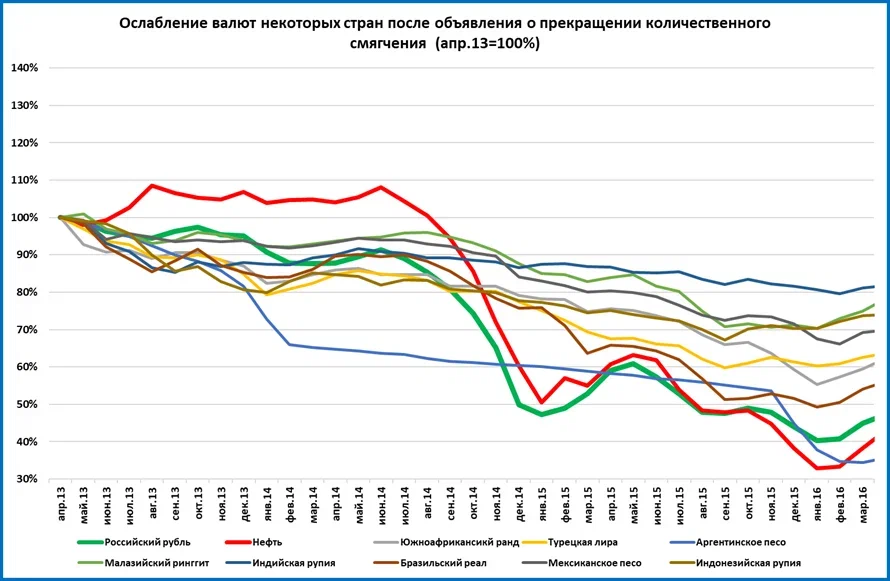 Ослабление валют некоторых стран после объявления о прекращении количественного
смягчения (апр.13=100%)
140%
130%
120%
110%
100%
90%
80%
70%
60%
50%
40%
30%
апр.13
май.13
июн.13
июл.13
авг.13
сен.13
окт.13
ноя.13
дек.13
янв.14
фев.14
мар.14
апр.14
май.14
июн.14
июл.14
авг.14
сен.14
окт.14
ноя.14
дек.14
янв.15
фев.15
мар.15
апр.15
май.15
июн.15
июл.15
авг.15
сен.15
окт.15
ноя.15
дек.15
янв.16
фев.16
мар.16
Российский рубль Нефть Южноафрикансикй ранд Турецкая лира Аргентинское песо
Малазийский ринггит Индийская рупия Бразильский реал Мексиканское песо Индонезийская рупия